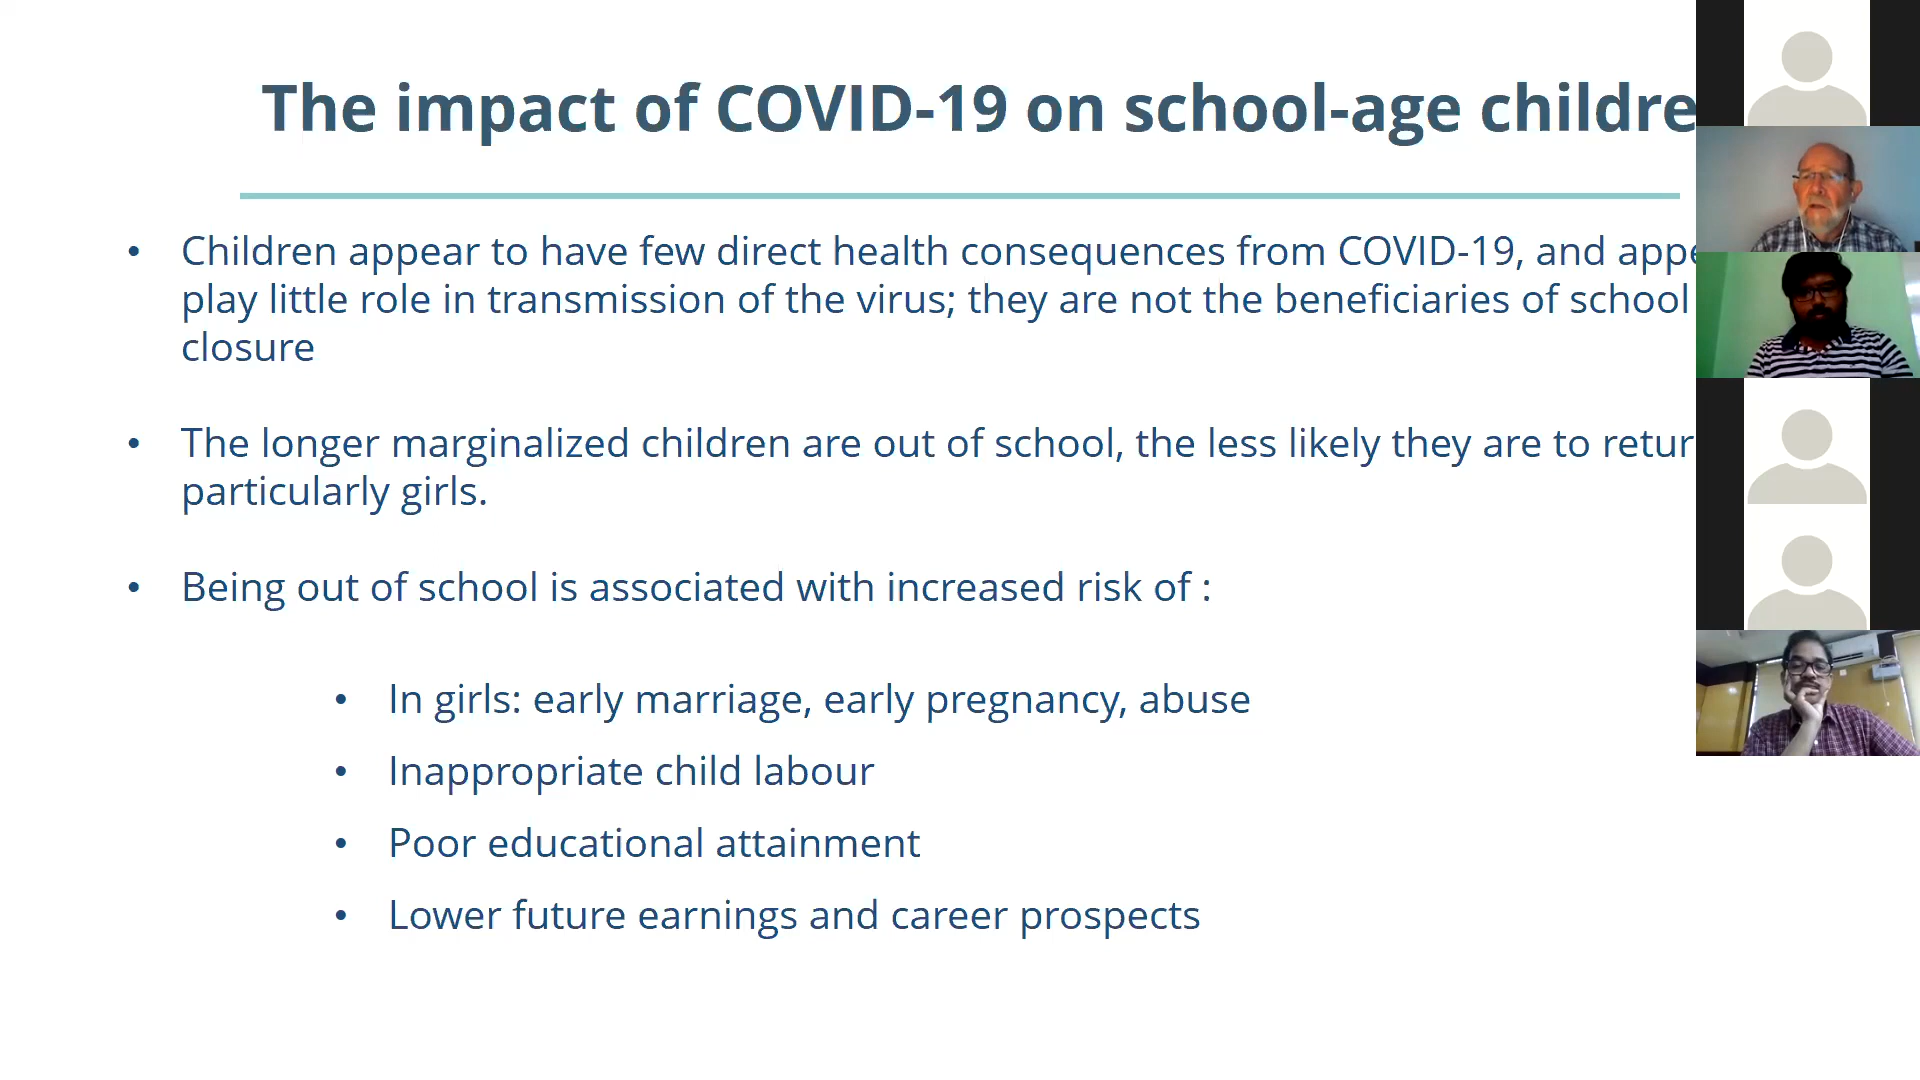 The impact of COVID-19 on school-age childre
• Children appear to have few direct health consequences from COVID-19, and appe
play little role in transmission of the virus; they are not the beneficiaries of school
closure
• The longer marginalized children are out of school, the less likely they are to retur
particularly girls.
• Being out of school is associated with increased risk of :
• In girls: early marriage, early pregnancy, abuse
• Inappropriate child labour
• Poor educational attainment
• Lower future earnings and career prospects